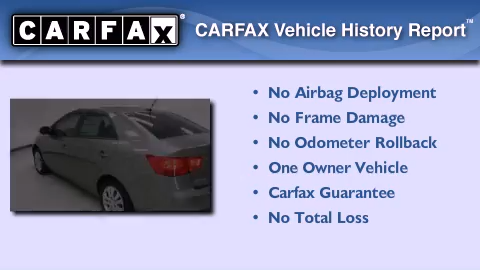 CARFAX®
CARFAX Vehicle History Report™
• No Airbag Deployment
• No Frame Damage
• No Odometer Rollback
• One Owner Vehicle
• Carfax Guarantee
• No Total Loss